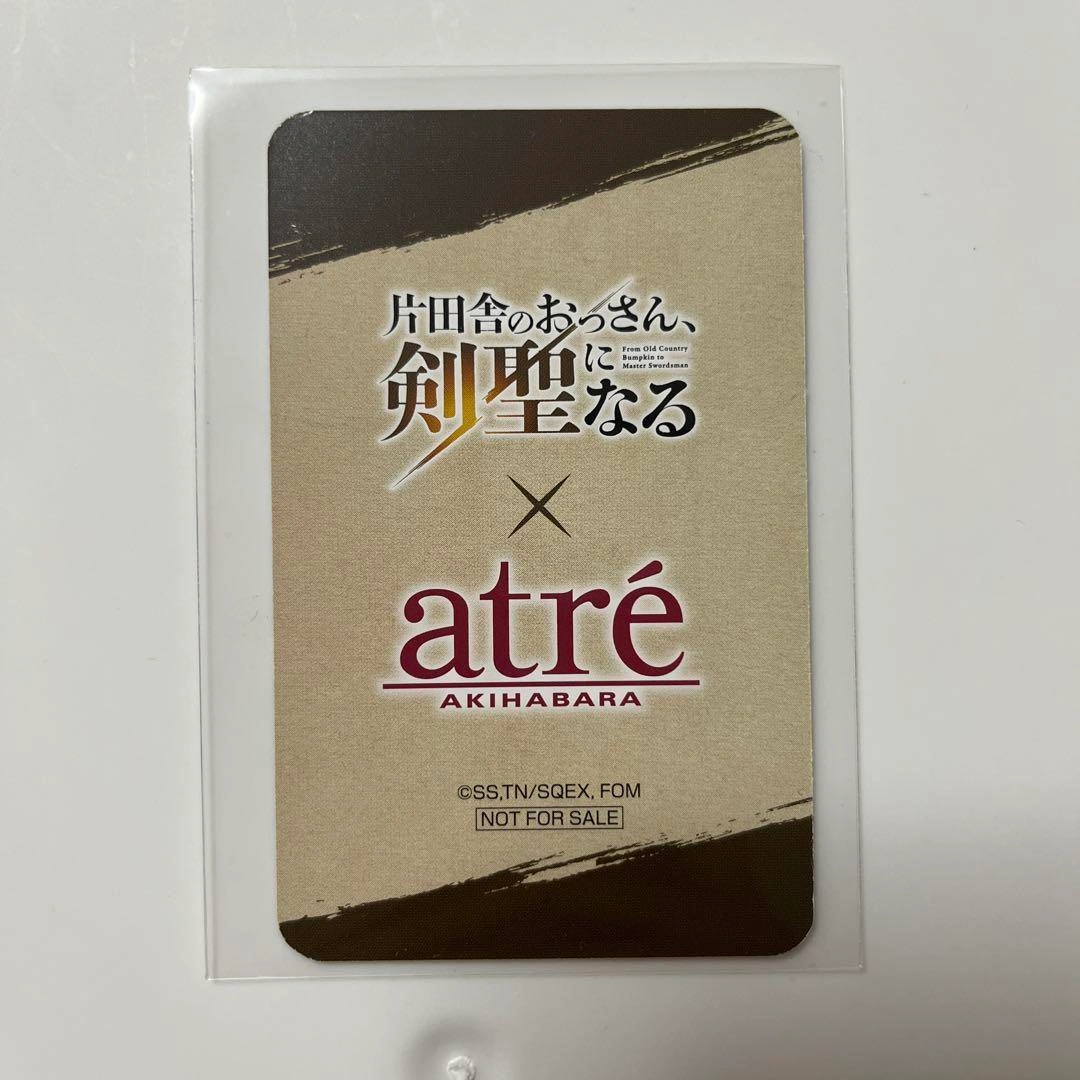 片田舎のおっさん、
剣聖になる
From Old Country
Bumpkin to
Master Swordsman
×
atré
AKIHABARA
©SS,TN/SQEX, FOM
NOT FOR SALE